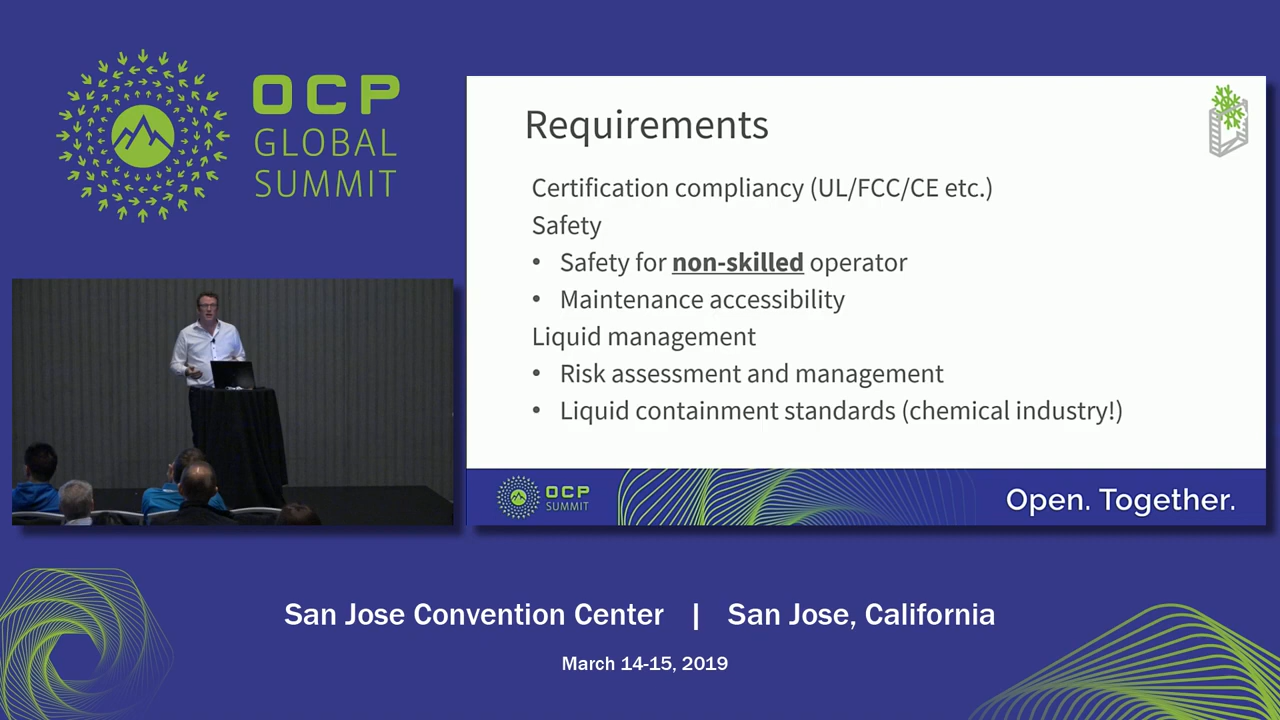 OCP
GLOBAL
SUMMIT
Requirements
Certification compliancy (UL/FCC/CE etc.)
Safety
• Safety for non-skilled operator
• Maintenance accessibility
Liquid management
• Risk assessment and management
• Liquid containment standards (chemical industry!)
OCP
SUMMIT
Open. Together.
San Jose Convention Center | San Jose, California
March 14-15, 2019